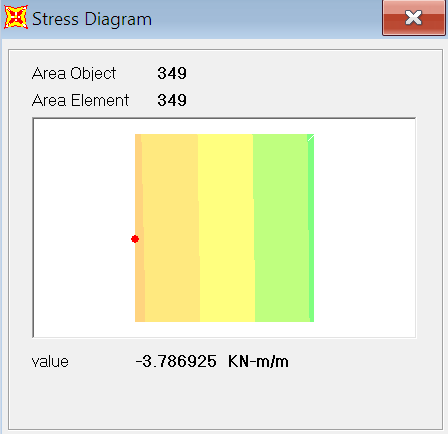 Stress Diagram
Area Object 349
Area Element 349
value -3.786925 KN-m/m